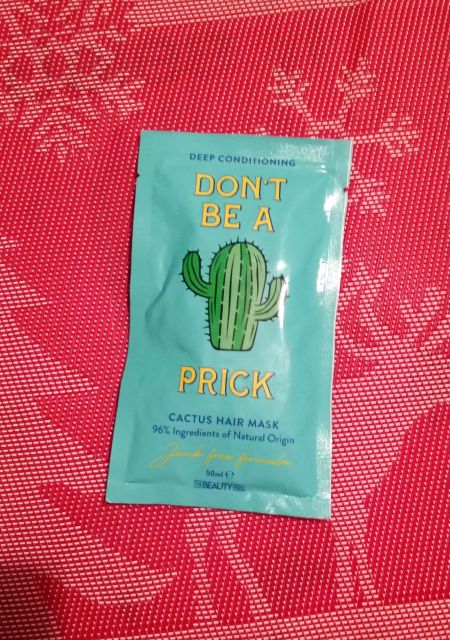 DEEP CONDITIONING
DON'T
BE A
PRICK
CACTUS HAIR MASK
96% Ingredients of Natural Origin
Junk free formula
50ml ℮
BEAUTY